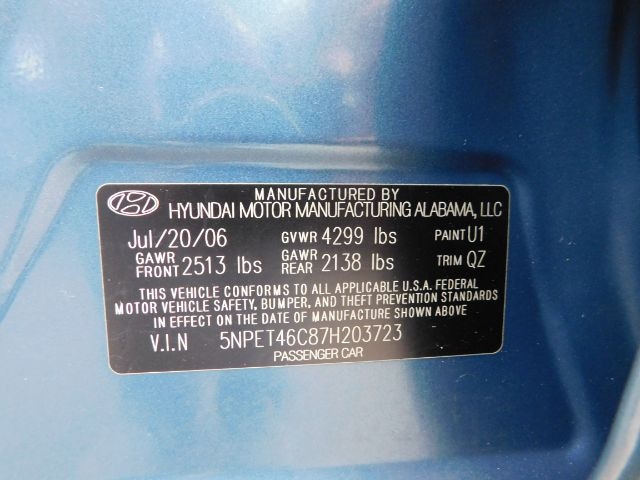 MANUFACTURED BY
HYUNDAI MOTOR MANUFACTURING ALABAMA, LLC
Jul/20/06 GVWR 4299 lbs PAINT U1
GAWR FRONT 2513 lbs GAWR REAR 2138 lbs TRIM QZ
THIS VEHICLE CONFORMS TO ALL APPLICABLE U.S.A. FEDERAL
MOTOR VEHICLE SAFETY, BUMPER, AND THEFT PREVENTION STANDARDS
IN EFFECT ON THE DATE OF MANUFACTURE SHOWN ABOVE
V.I.N 5NPET46C87H203723
PASSENGER CAR